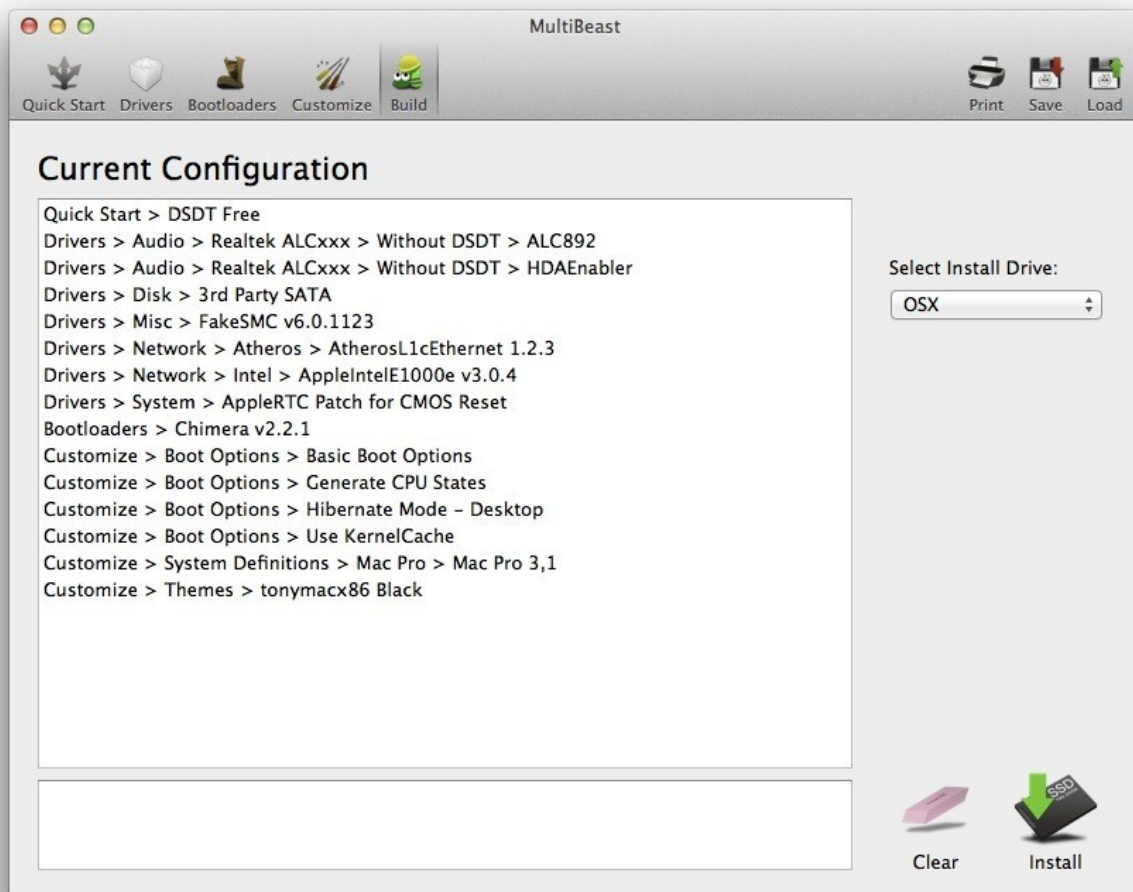 MultiBeast
Quick Start Drivers Bootloaders Customize Build Print Save Load
Current Configuration
Quick Start > DSDT Free
Drivers > Audio > Realtek ALCxxx > Without DSDT > ALC892
Drivers > Audio > Realtek ALCxxx > Without DSDT > HDAEnabler
Drivers > Disk > 3rd Party SATA
Drivers > Misc > FakeSMC v6.0.1123
Drivers > Network > Atheros > AtherosL1cEthernet 1.2.3
Drivers > Network > Intel > AppleIntelE1000e v3.0.4
Drivers > System > AppleRTC Patch for CMOS Reset
Bootloaders > Chimera v2.2.1
Customize > Boot Options > Basic Boot Options
Customize > Boot Options > Generate CPU States
Customize > Boot Options > Hibernate Mode – Desktop
Customize > Boot Options > Use KernelCache
Customize > System Definitions > Mac Pro > Mac Pro 3,1
Customize > Themes > tonymacx86 Black
Select Install Drive:
OSX
SSD
Clear Install